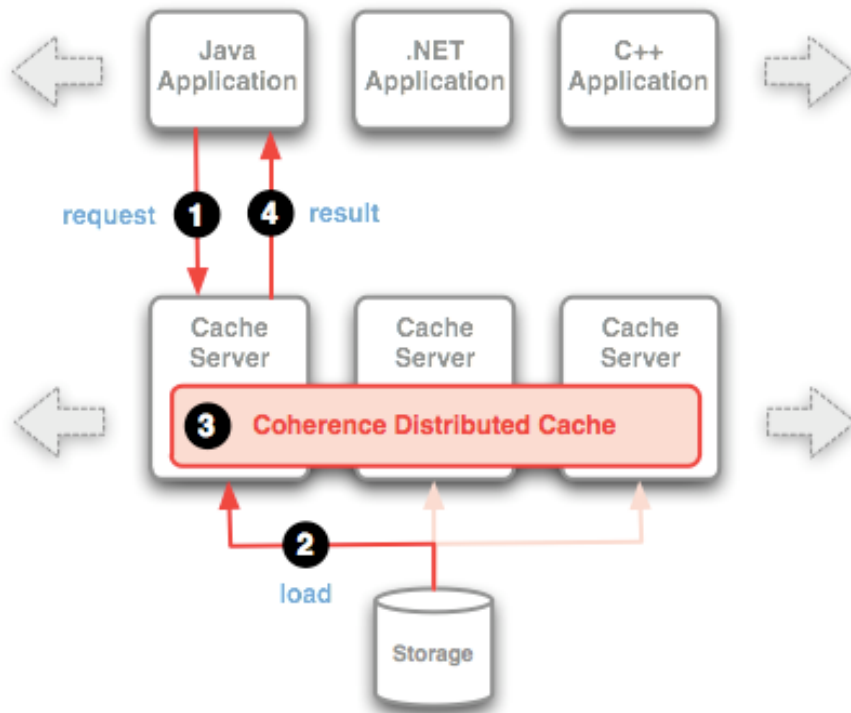 Java
Application
.NET
Application
C++
Application
request
1
4
result
Cache
Server
Cache
Server
Cache
Server
3
Coherence Distributed Cache
2
load
Storage